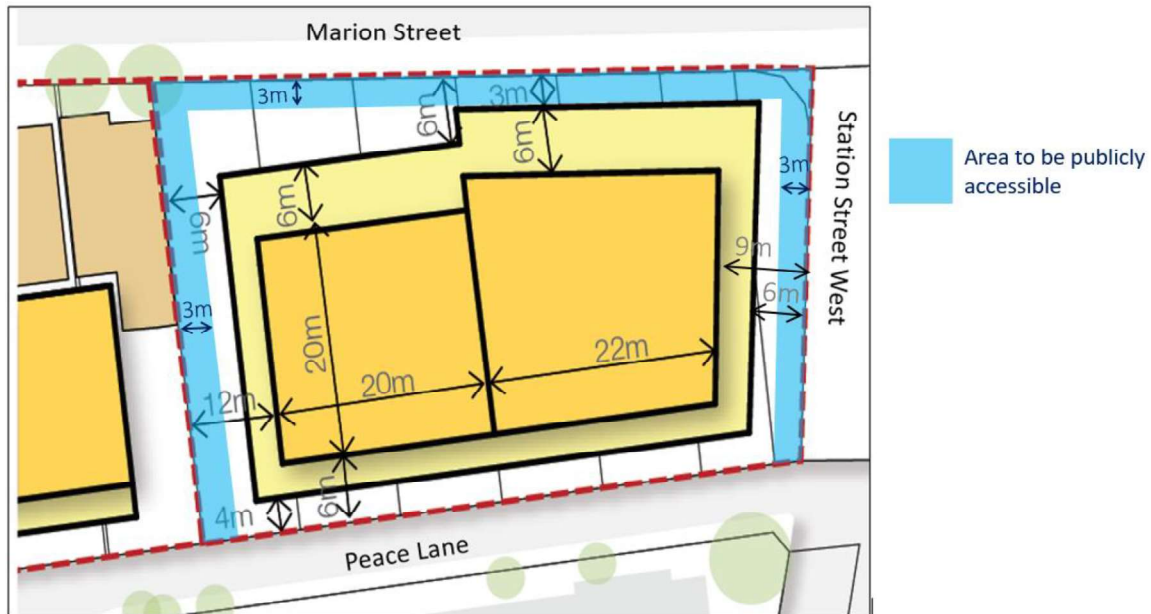 Marion Street
3m
6m
3m
6m
6m
6m
3m
9m
6m
3m
20m
20m
22m
12m
4m
6m
Peace Lane
Station Street West
Area to be publicly
accessible